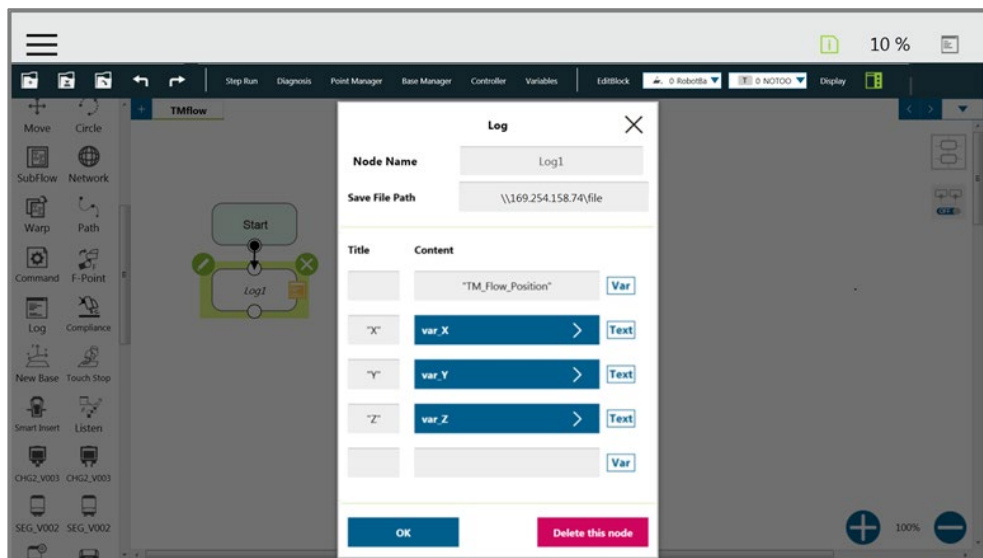 10 %
Step Run Diagnosis Point Manager Base Manager Controller Variables EditBlock 0 RobotBa T 0 NOTOO Display
+ TMflow
Move Circle
SubFlow Network
Warp Path
Command F-Point
Log Compliance
New Base Touch Stop
Smart Insert Listen
CHG2_V003 CHG2_V003
SEG_V002 SEG_V002
Start
Log1
Log
Node Name Log1
Save File Path \\169.254.158.74\file
Title Content
"TM_Flow_Position" Var
"X" var_X Text
"Y" var_Y Text
"Z" var_Z Text
Var
OK Delete this node
OFF
100%